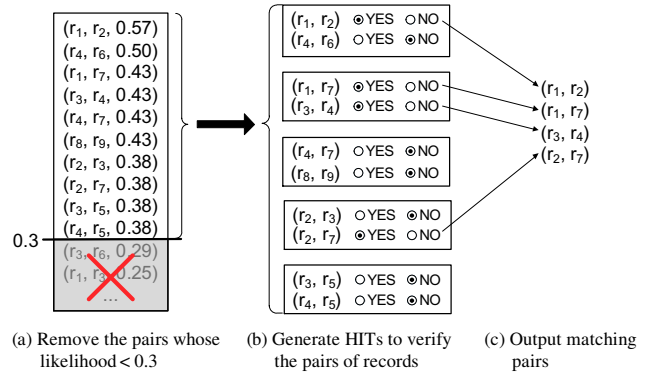 (r₁, r₂, 0.57)
(r₄, r₆, 0.50)
(r₁, r₇, 0.43)
(r₃, r₄, 0.43)
(r₄, r₇, 0.43)
(r₈, r₉, 0.43)
(r₂, r₃, 0.38)
(r₂, r₇, 0.38)
(r₃, r₅, 0.38)
(r₄, r₅, 0.38)
0.3
(r₃, r₆, 0.29)
(r₁, r₃, 0.25)
...
(r₁, r₂) YES NO
(r₄, r₆) YES NO
(r₁, r₇) YES NO
(r₃, r₄) YES NO
(r₄, r₇) YES NO
(r₈, r₉) YES NO
(r₂, r₃) YES NO
(r₂, r₇) YES NO
(r₃, r₅) YES NO
(r₄, r₅) YES NO
(r₁, r₂)
(r₁, r₇)
(r₃, r₄)
(r₂, r₇)
(a) Remove the pairs whose
likelihood < 0.3
(b) Generate HITs to verify
the pairs of records
(c) Output matching
pairs